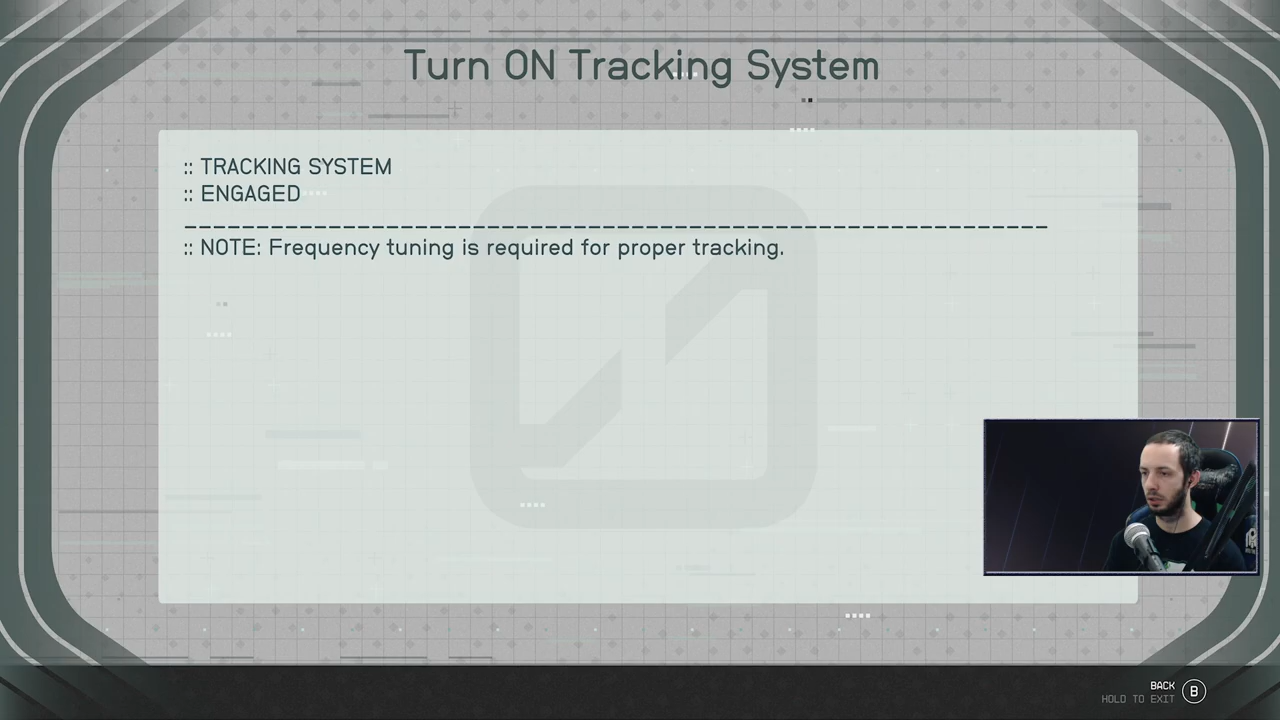 Turn ON Tracking System
:: TRACKING SYSTEM
:: ENGAGED
:: NOTE: Frequency tuning is required for proper tracking.
BACK
HOLD TO EXIT
B